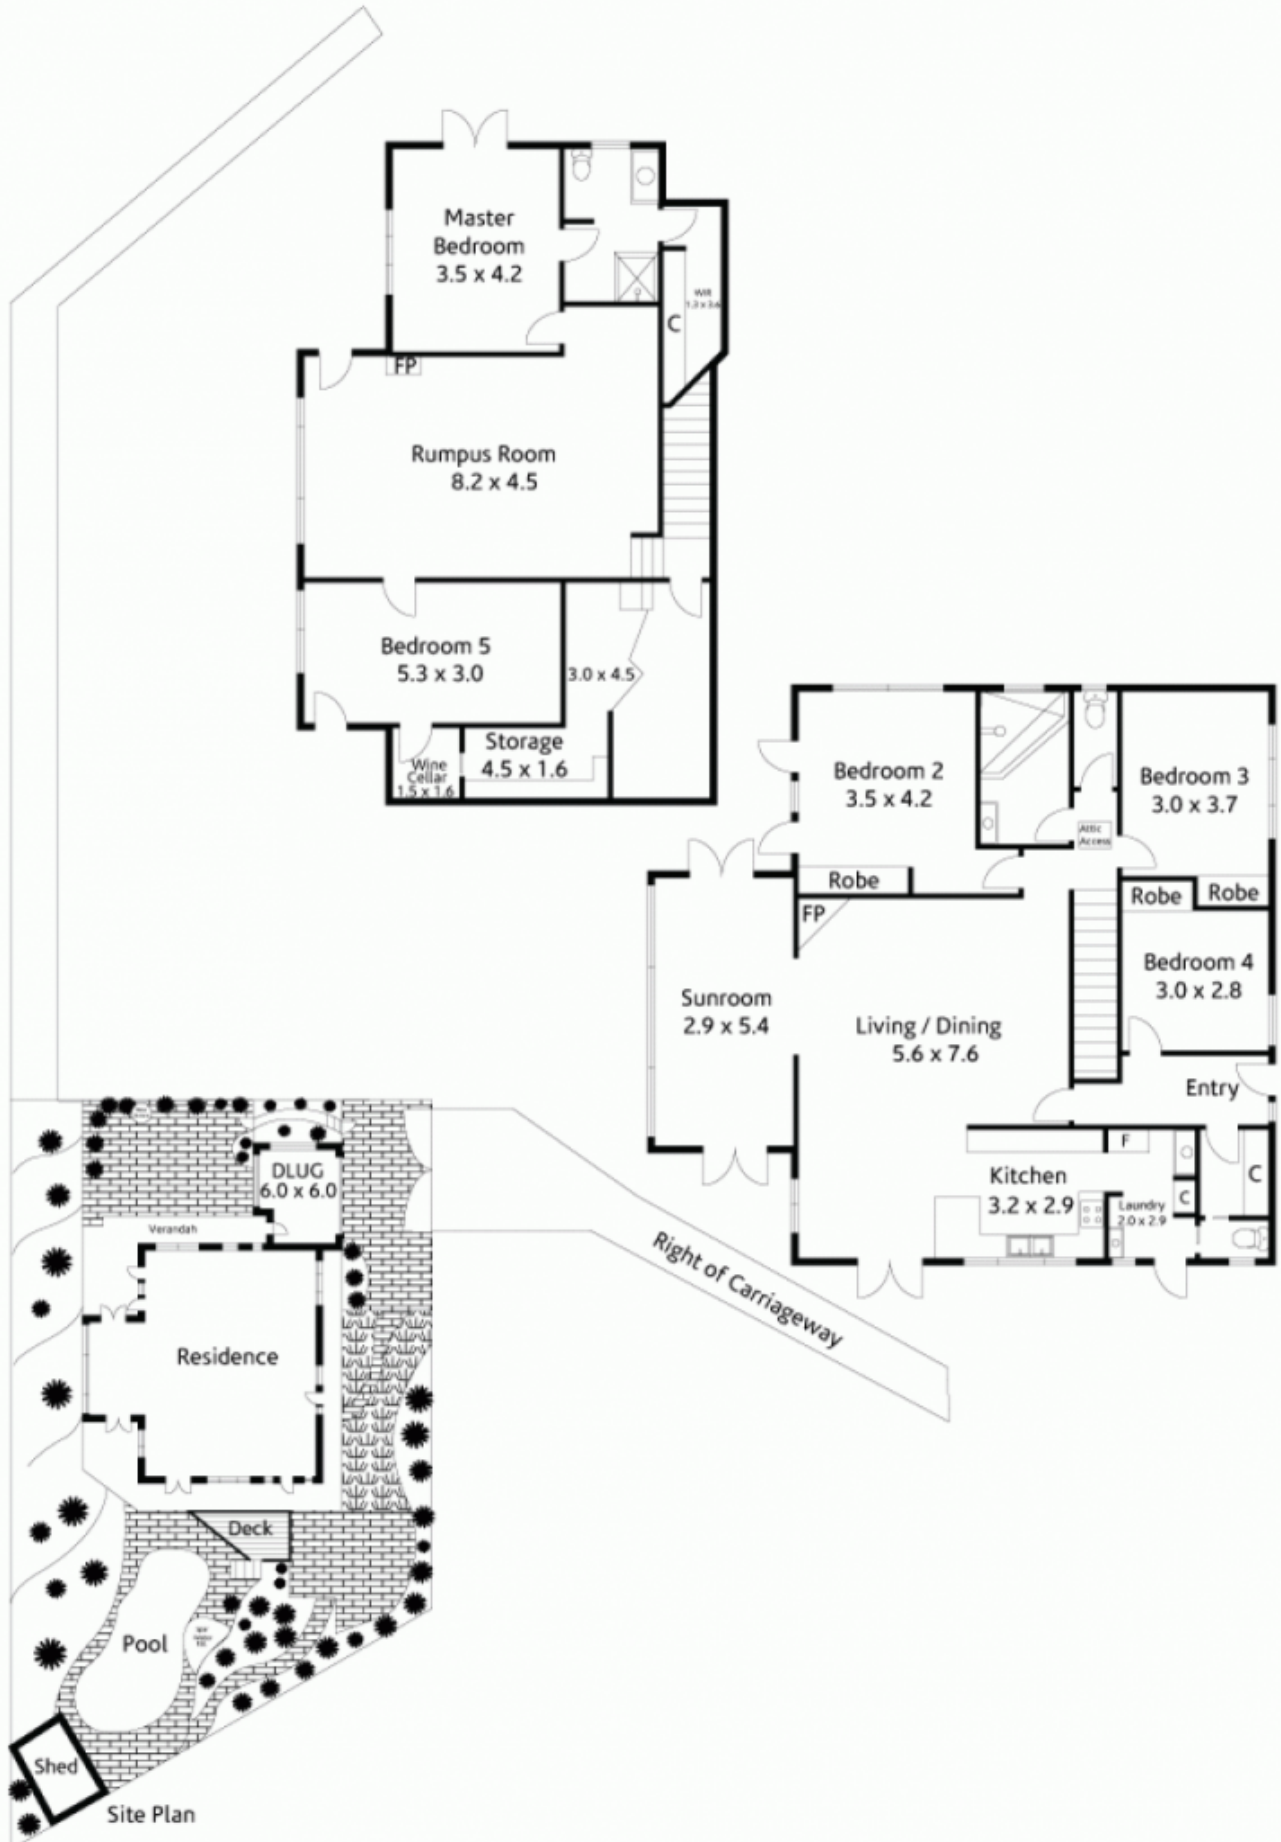 Master
Bedroom
3.5 x 4.2
WIR
1.3 x 3.6
C
FP
Rumpus Room
8.2 x 4.5
Bedroom 5
5.3 x 3.0
3.0 x 4.5
Storage
4.5 x 1.6
Wine
Cellar
1.5 x 1.6
Bedroom 2
3.5 x 4.2
Robe
Attic
Access
Bedroom 3
3.0 x 3.7
Robe
Robe
FP
Bedroom 4
3.0 x 2.8
Sunroom
2.9 x 5.4
Living / Dining
5.6 x 7.6
Entry
F
Kitchen
3.2 x 2.9
Laundry
2.0 x 2.9
C
C
DLUG
6.0 x 6.0
Verandah
Residence
Right of Carriageway
Deck
Pool
Shed
Site Plan